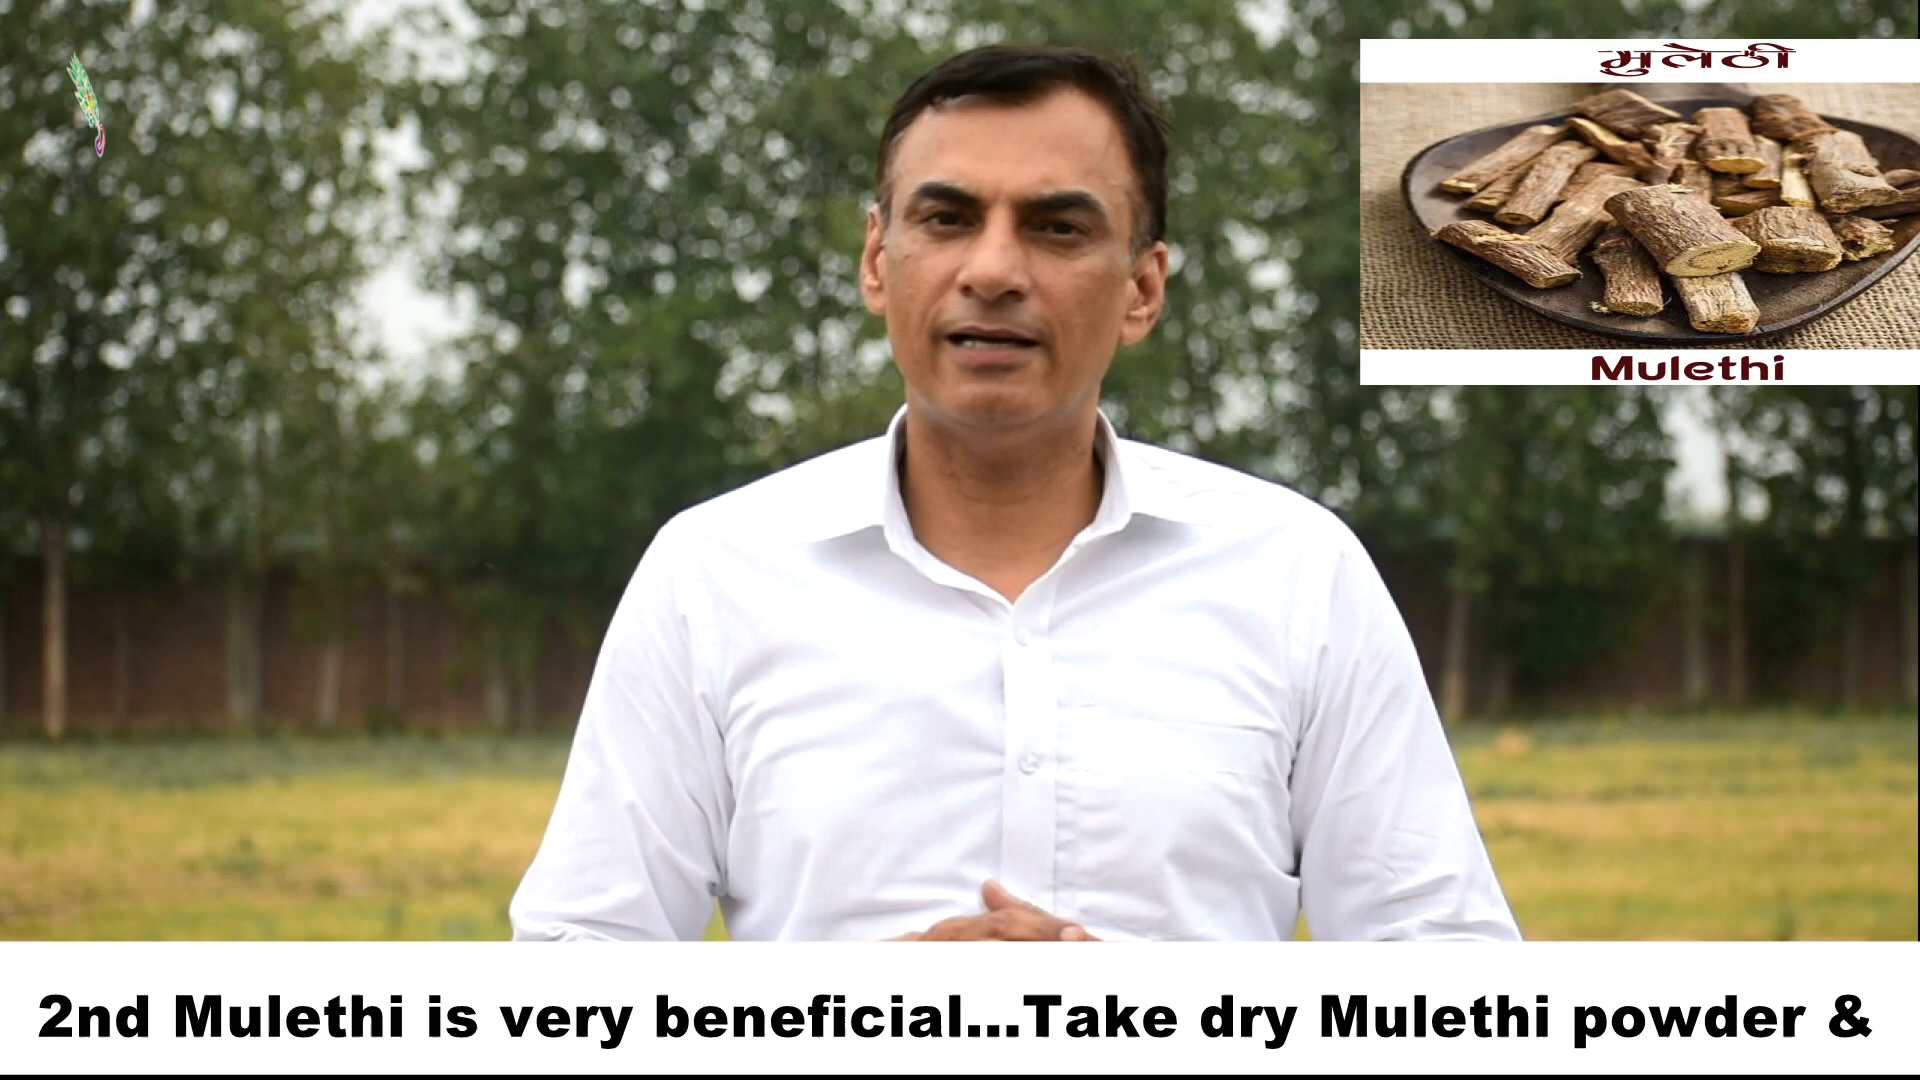 मुलेठी
Mulethi
2nd Mulethi is very beneficial...Take dry Mulethi powder &